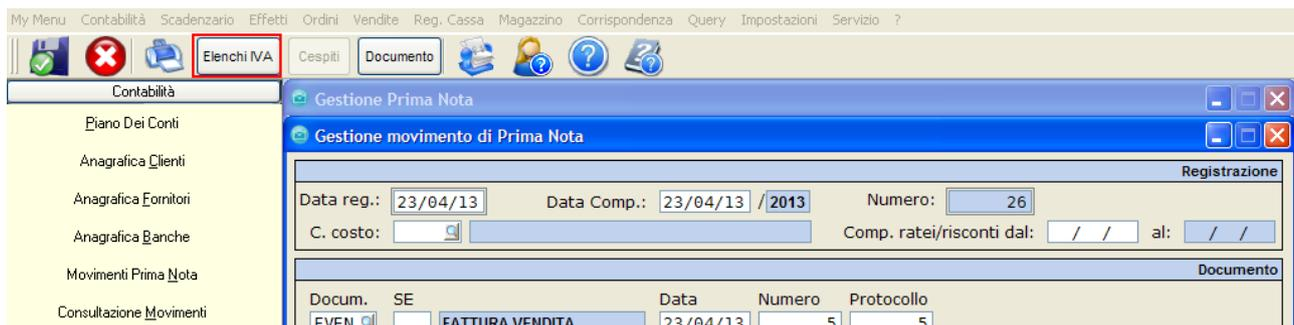 My Menu Contabilità Scadenzario Effetti Ordini Vendite Reg. Cassa Magazzino Corrispondenza Query Impostazioni Servizio ?
Elenchi IVA Cespiti Documento
Contabilità
Piano Dei Conti
Anagrafica Clienti
Anagrafica Fornitori
Anagrafica Banche
Movimenti Prima Nota
Consultazione Movimenti
Gestione Prima Nota
Gestione movimento di Prima Nota
Registrazione
Data reg.: 23/04/13 Data Comp.: 23/04/13 / 2013 Numero: 26
C. costo: Comp. ratei/risconti dal: / / al: / /
Documento
Docum. SE Data Numero Protocollo
FVEN FATTURA VENDITA 23/04/13 5 5